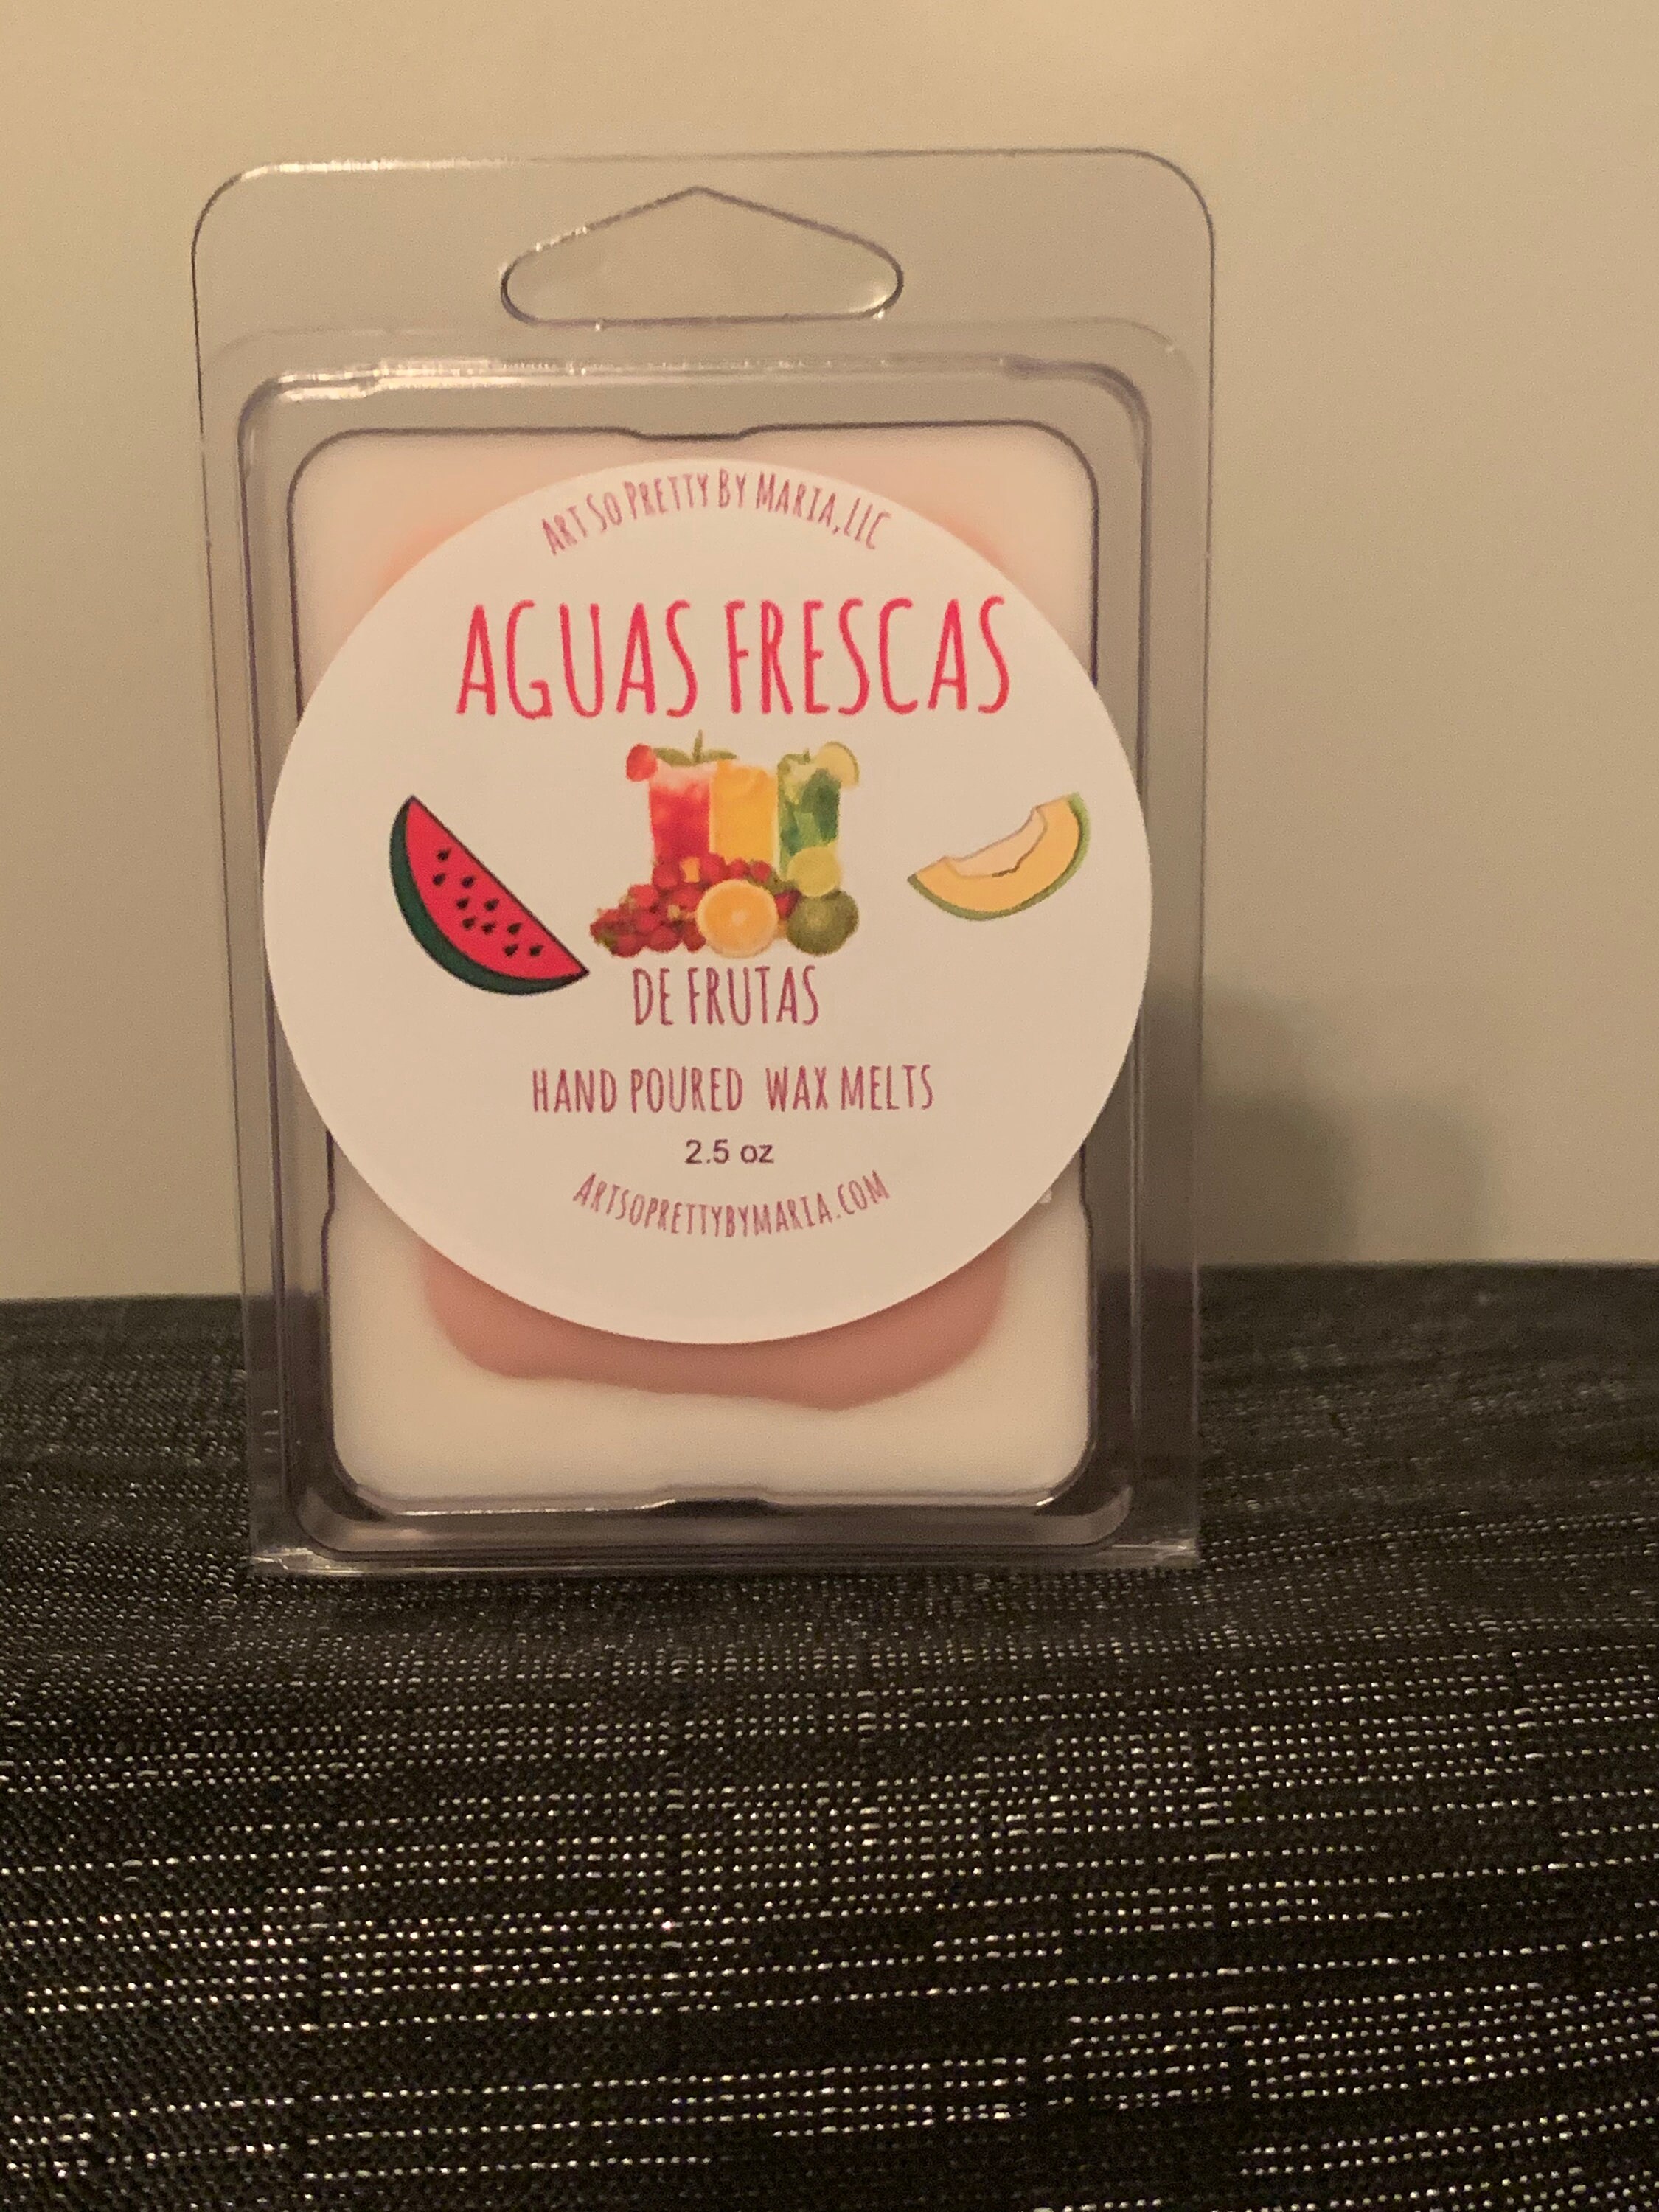 ART SO PRETTY BY MARIA,LLC
AGUAS FRESCAS
DE FRUTAS
HAND POURED WAX MELTS
2.5 oz
ARTSOPRETTYBYMARIA.COM